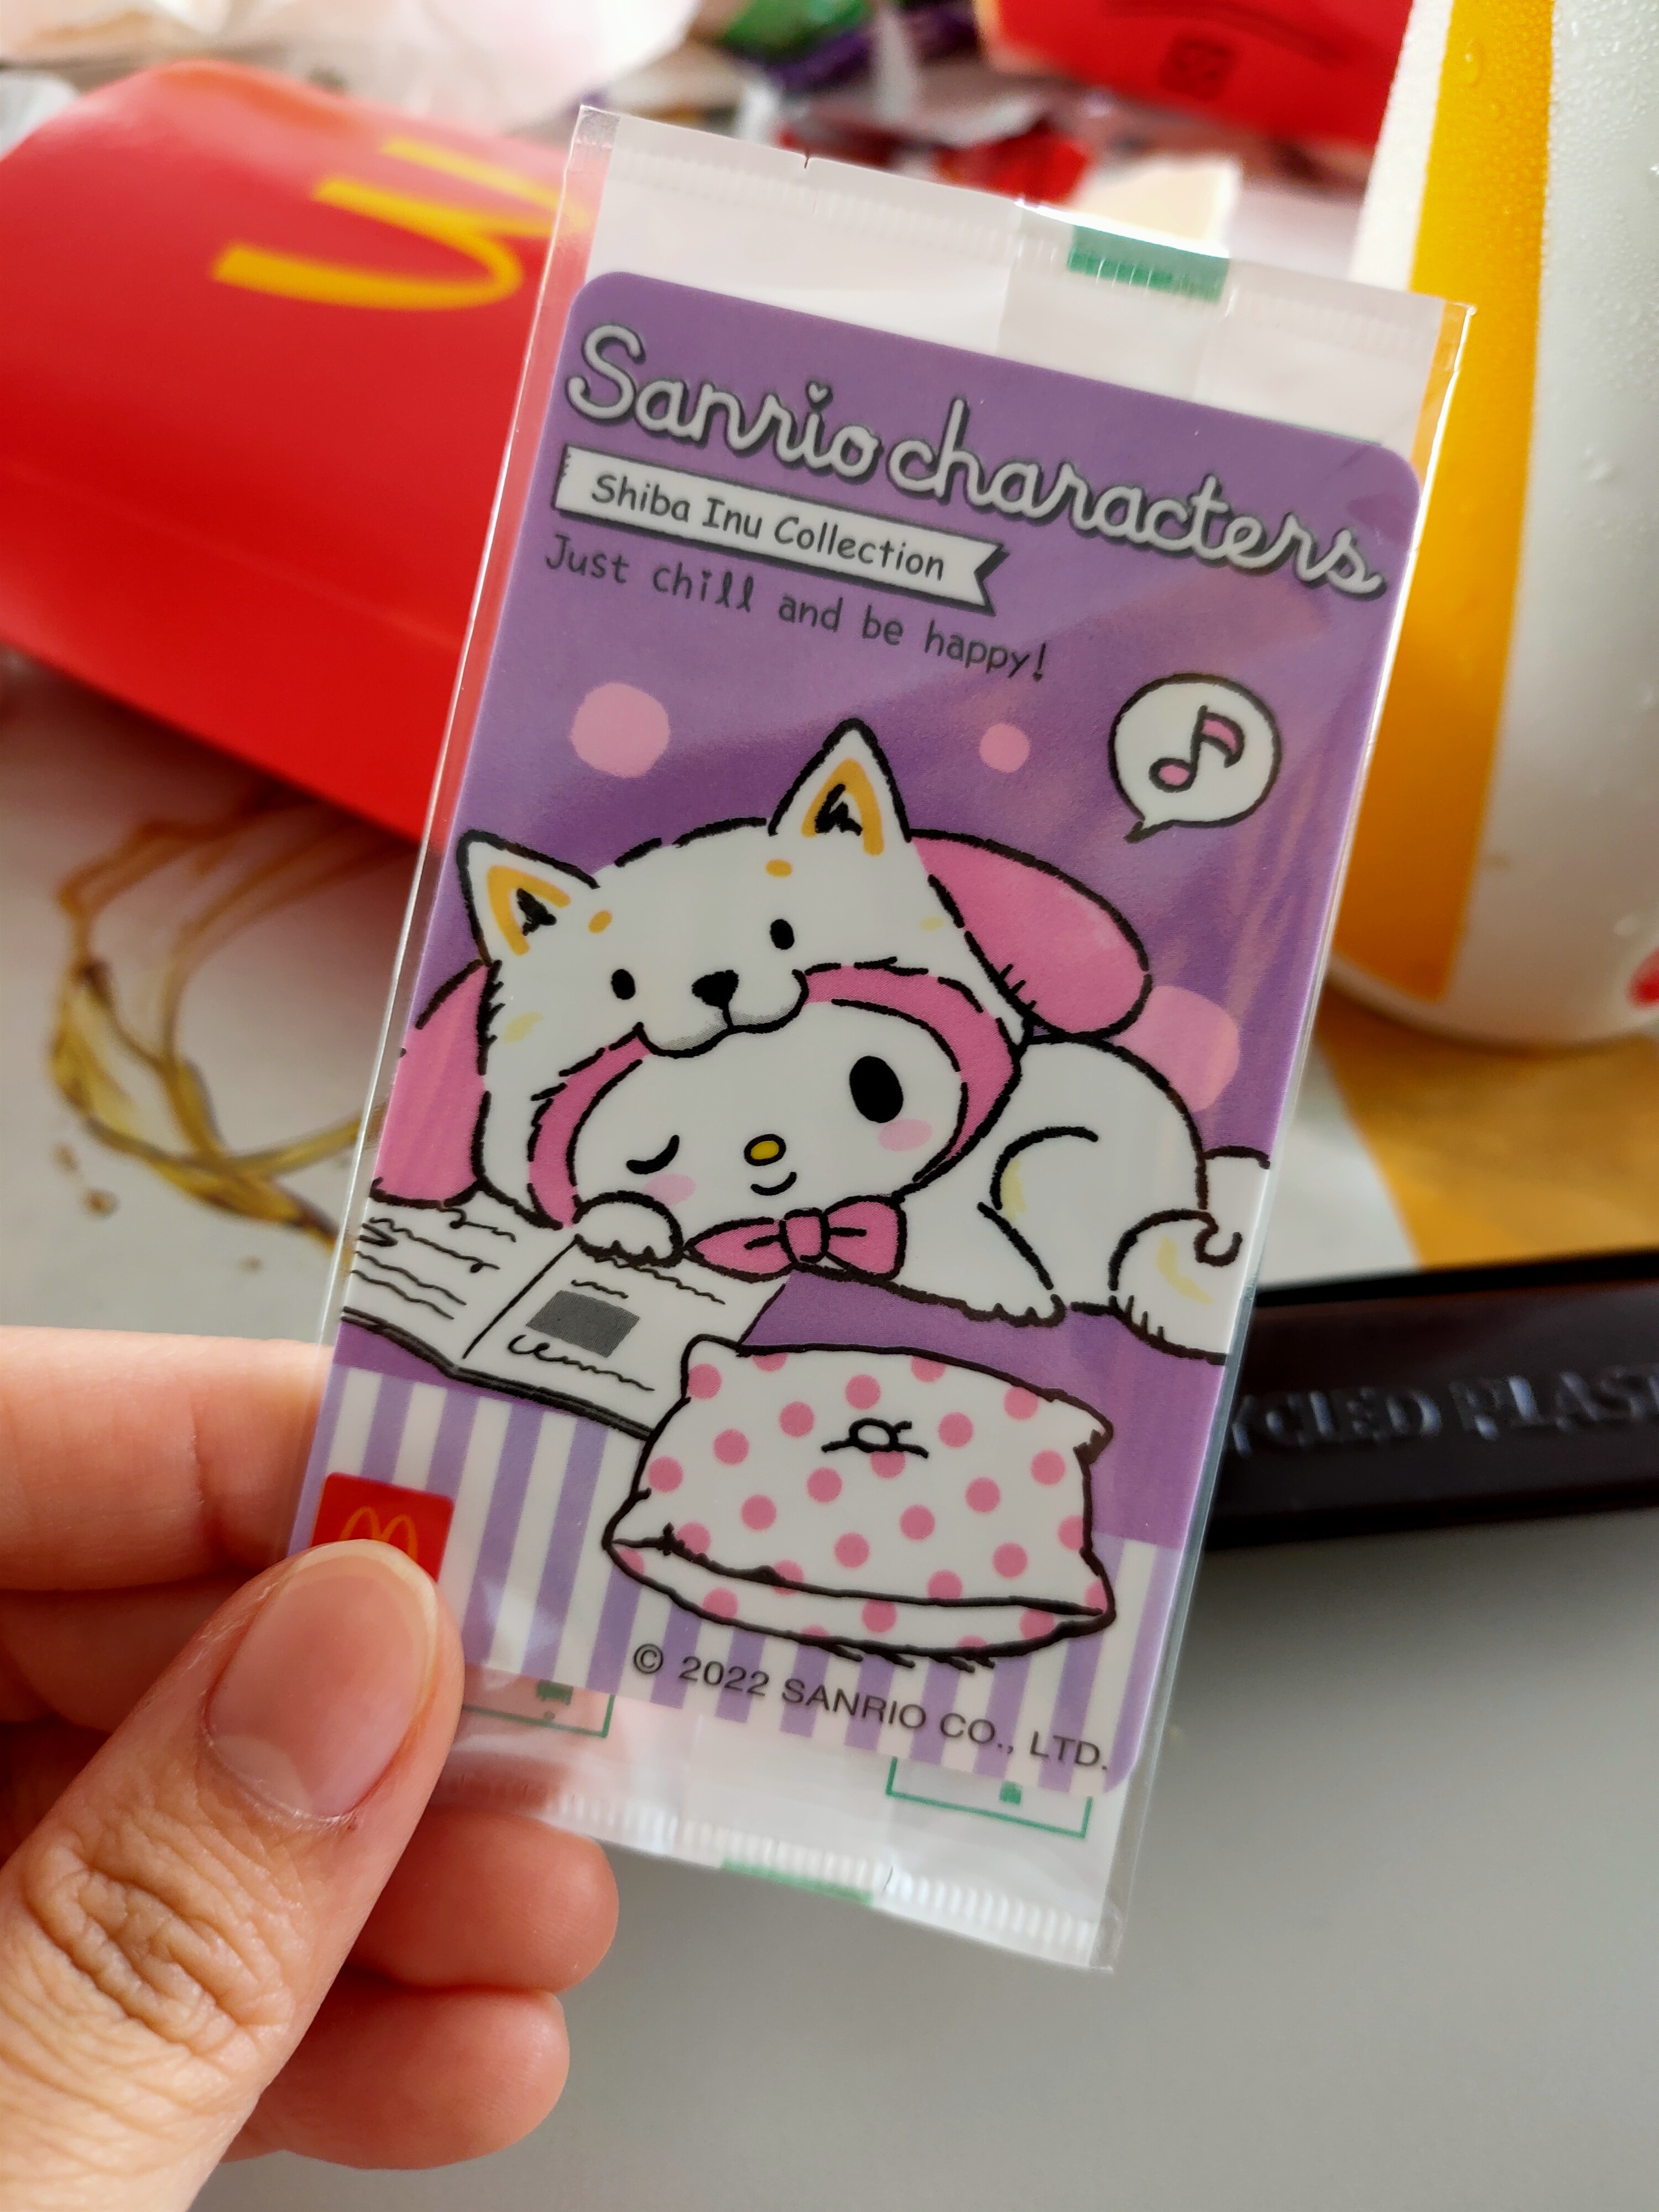 Sanrio characters
Shiba Inu Collection
Just chill and be happy!
© 2022 SANRIO CO., LTD.